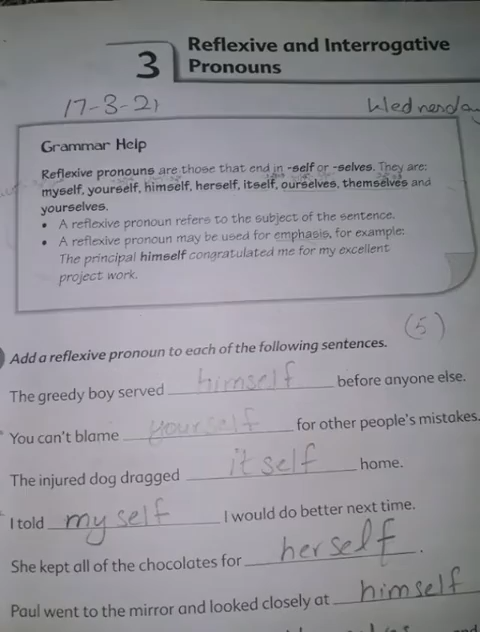 3
Reflexive and Interrogative
Pronouns
17-3-21 Wednesday
Grammar Help
Reflexive pronouns are those that end in -self or -selves. They are:
myself, yourself, himself, herself, itself, ourselves, themselves and
yourselves.
• A reflexive pronoun refers to the subject of the sentence.
• A reflexive pronoun may be used for emphasis, for example:
The principal himself congratulated me for my excellent
project work.
(5)
Add a reflexive pronoun to each of the following sentences.
The greedy boy served himself before anyone else.
You can't blame yourself for other people's mistakes.
The injured dog dragged itself home.
I told my self I would do better next time.
She kept all of the chocolates for herself.
Paul went to the mirror and looked closely at himself